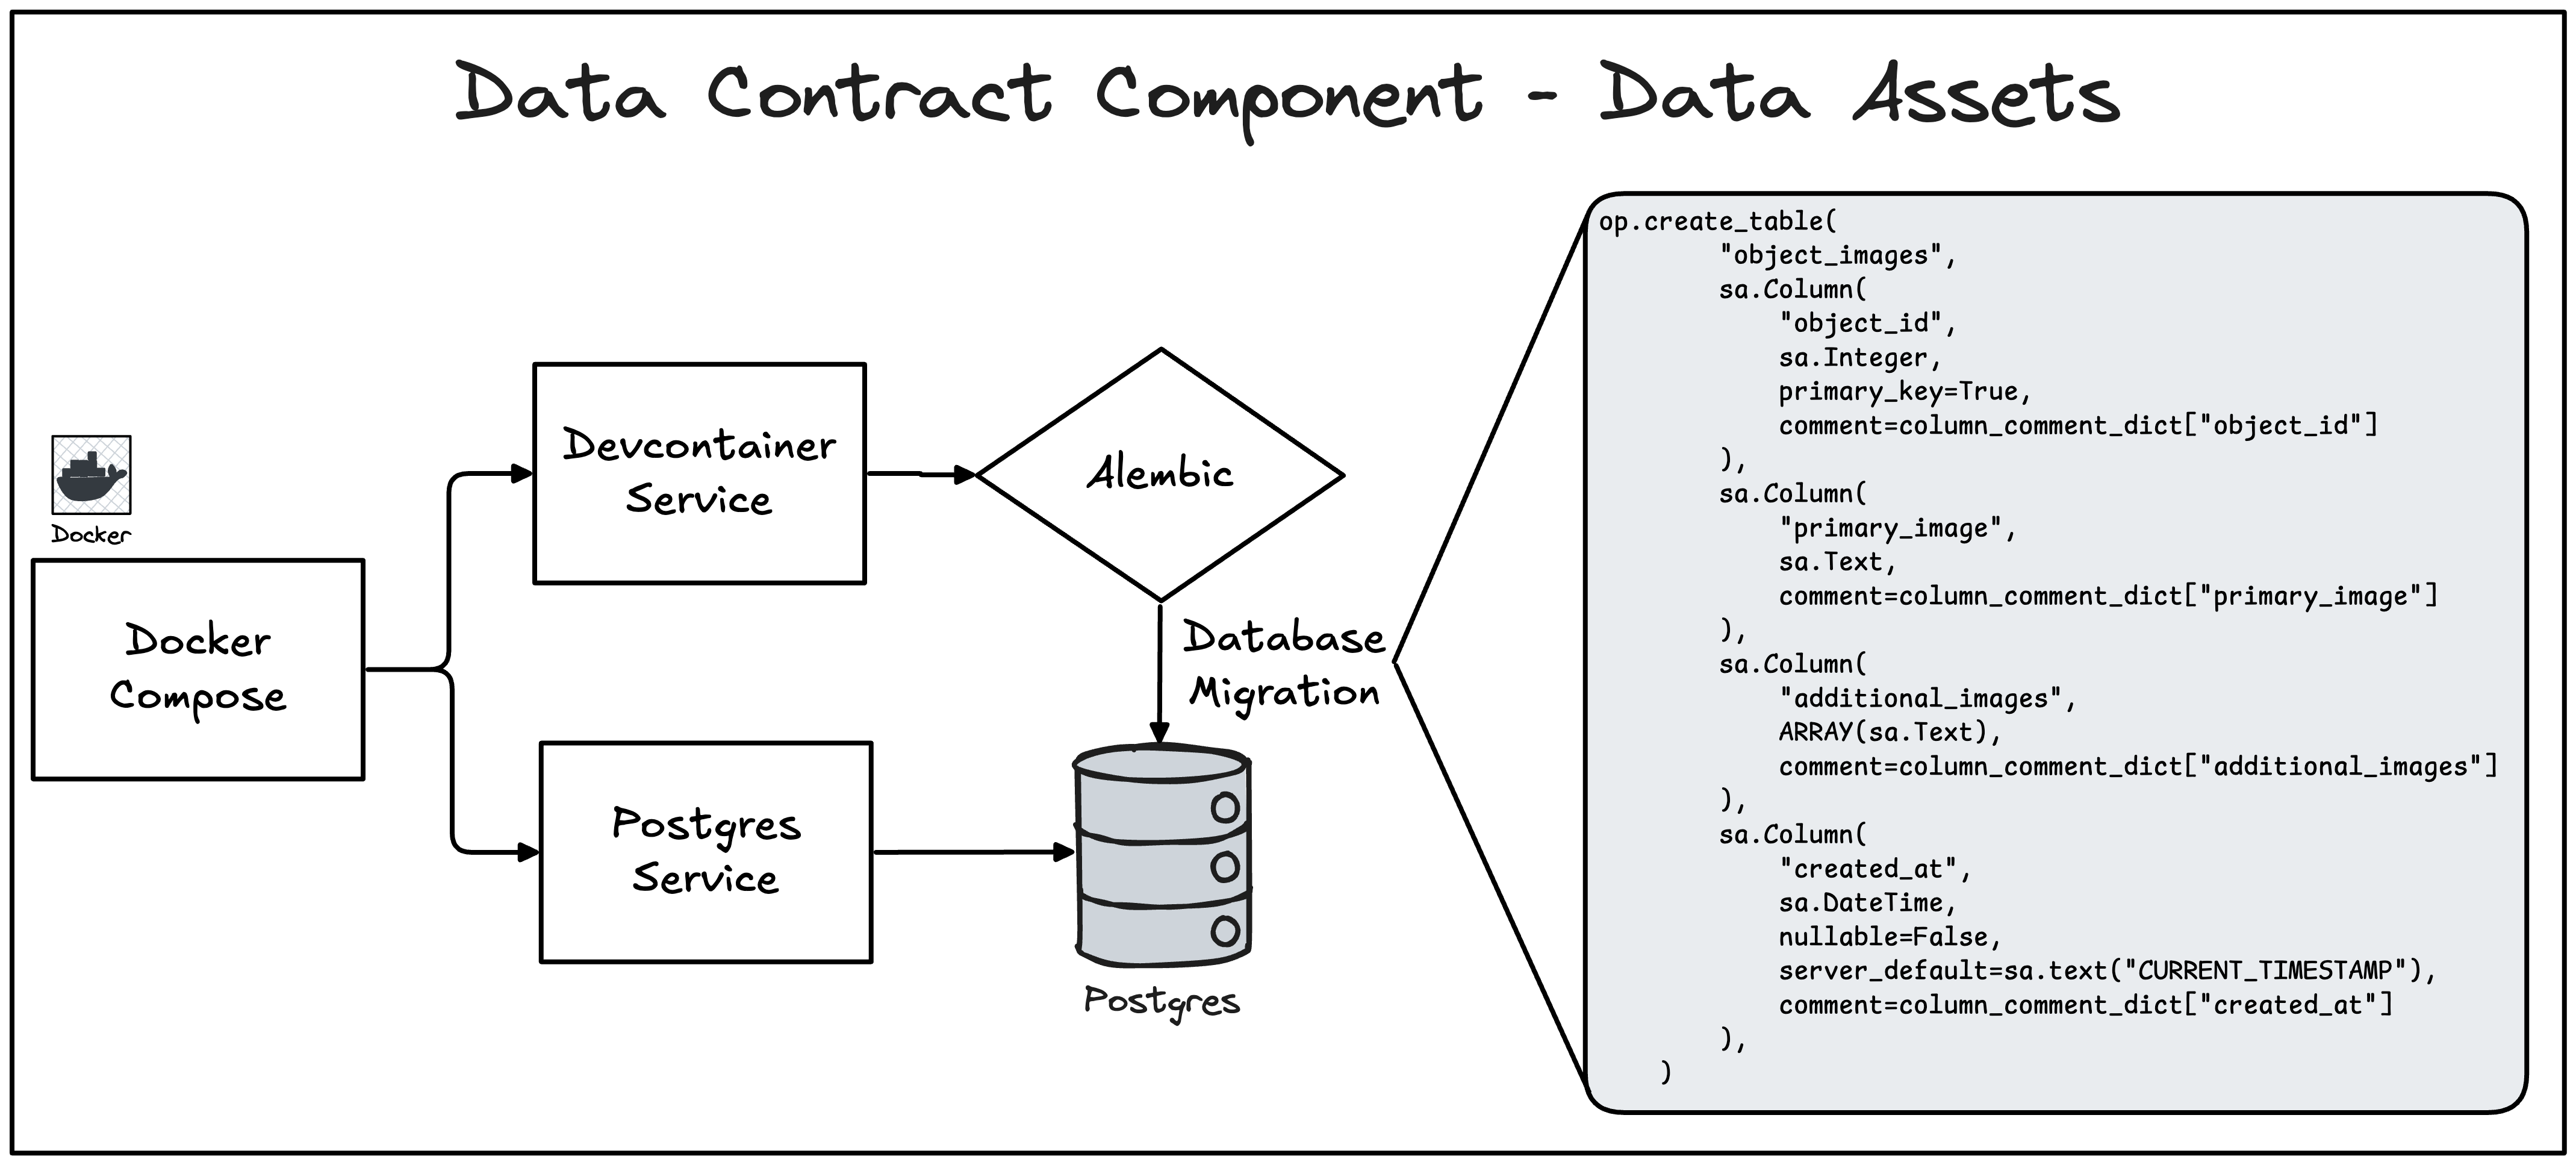 Data Contract Component - Data Assets
Docker
Docker
Compose
Devcontainer
Service
Postgres
Service
Alembic
Database
Migration
Postgres
op.create_table(
"object_images",
sa.Column(
"object_id",
sa.Integer,
primary_key=True,
comment=column_comment_dict["object_id"]
),
sa.Column(
"primary_image",
sa.Text,
comment=column_comment_dict["primary_image"]
),
sa.Column(
"additional_images",
ARRAY(sa.Text),
comment=column_comment_dict["additional_images"]
),
sa.Column(
"created_at",
sa.DateTime,
nullable=False,
server_default=sa.text("CURRENT_TIMESTAMP"),
comment=column_comment_dict["created_at"]
),
)